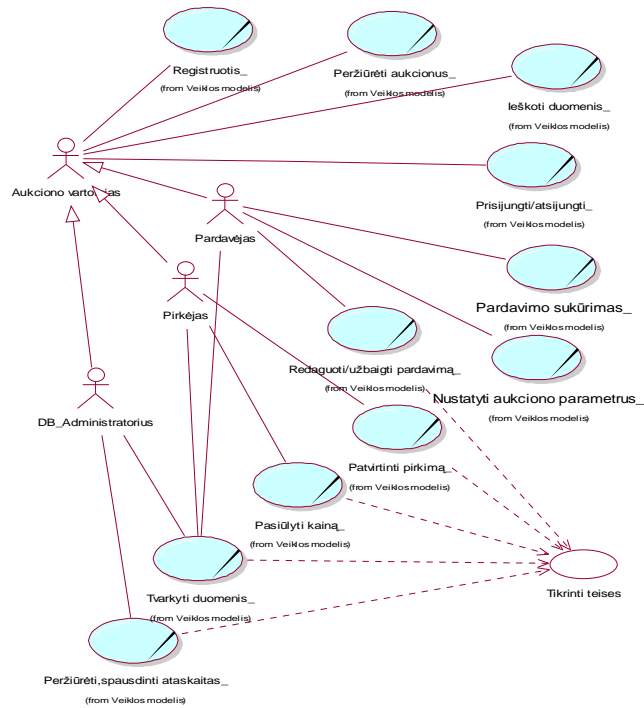 Registruotis_
(from Veiklos modelis)
Peržiūrėti aukcionus_
(from Veiklos modelis)
Ieškoti duomenis_
(from Veiklos modelis)
Aukciono vartotojas
Prisijungti/atsijungti_
(from Veiklos modelis)
Pardavėjas
Pardavimo sukūrimas_
(from Veiklos modelis)
Pirkėjas
Redaguoti/užbaigti pardavimą_
(from Veiklos modelis)
Nustatyti aukciono parametrus_
(from Veiklos modelis)
DB_Administratorius
Patvirtinti pirkimą_
(from Veiklos modelis)
Pasiūlyti kainą_
(from Veiklos modelis)
Tvarkyti duomenis_
(from Veiklos modelis)
Tikrinti teises
Peržiūrėti,spausdinti ataskaitas_
(from Veiklos modelis)